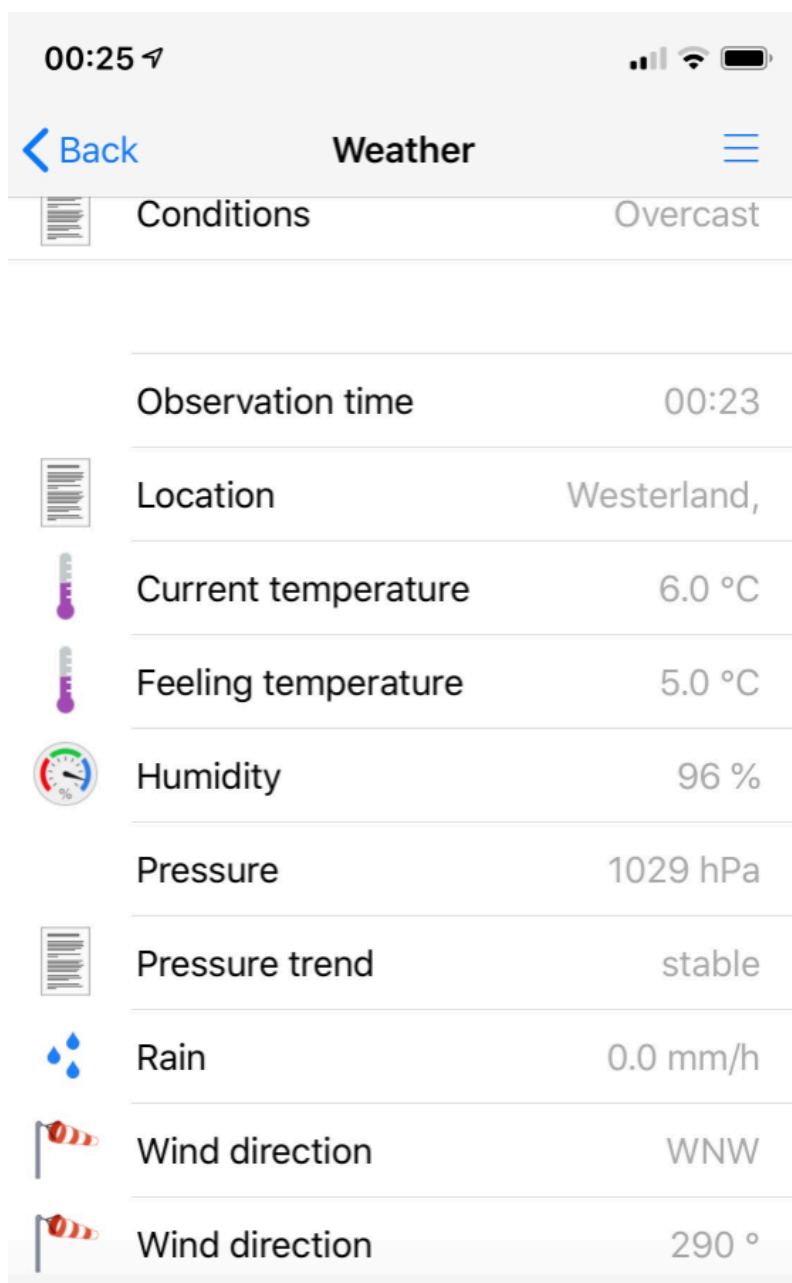 00:25
Back Weather
Conditions Overcast
Observation time 00:23
Location Westerland,
Current temperature 6.0 °C
Feeling temperature 5.0 °C
% Humidity 96 %
Pressure 1029 hPa
Pressure trend stable
Rain 0.0 mm/h
Wind direction WNW
Wind direction 290 °